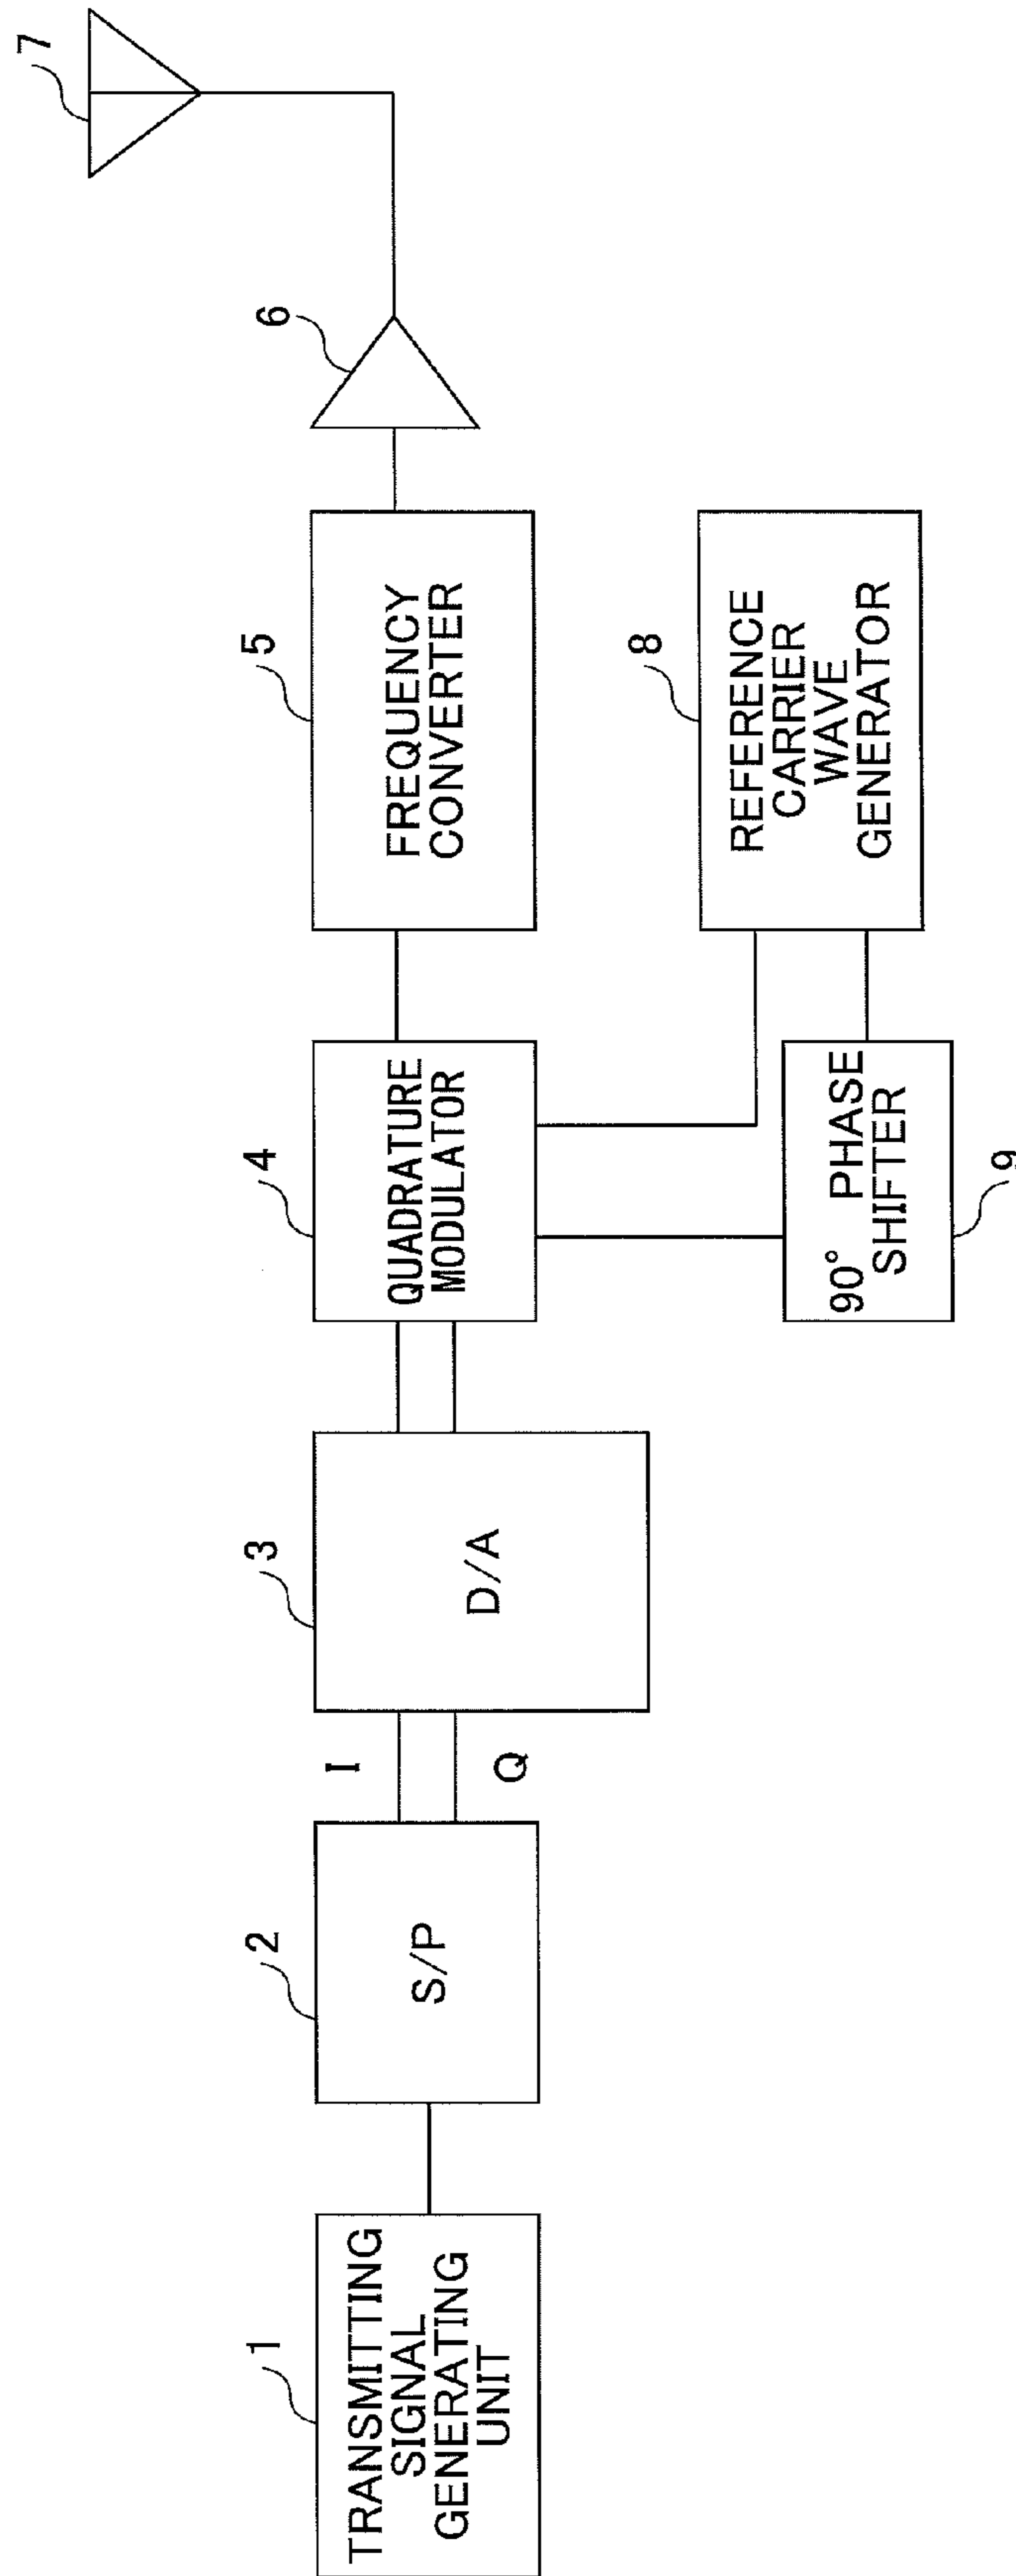 7
6
5
FREQUENCY
CONVERTER
8
REFERENCE
CARRIER
WAVE
GENERATOR
4
QUADRATURE
MODULATOR
90° PHASE
SHIFTER
9
3
D/A
I
Q
2
S/P
1
TRANSMITTING
SIGNAL
GENERATING
UNIT